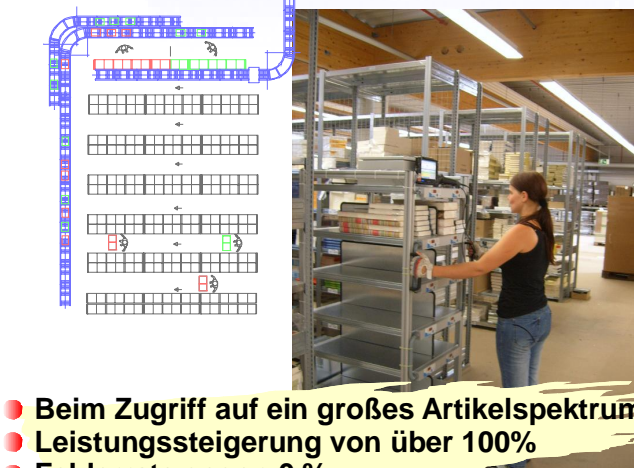 Beim Zugriff auf ein großes Artikelspektrum
Leistungssteigerung von über 100%